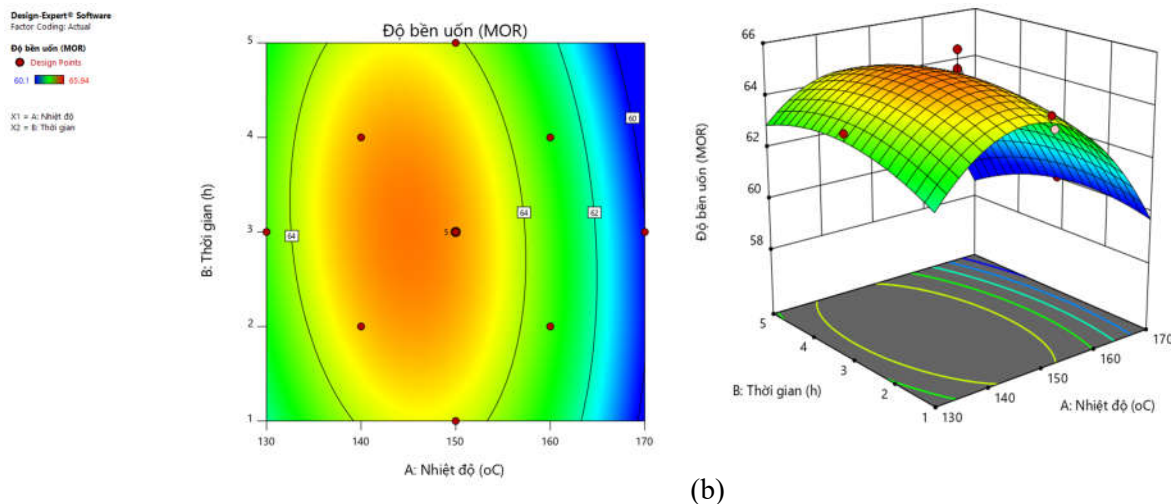 Design-Expert® Software
Factor Coding: Actual
Độ bền uốn (MOR)
Design Points
60.1 65.94
X1 = A: Nhiệt độ
X2 = B: Thời gian
Độ bền uốn (MOR)
B: Thời gian (h)
5
4
3
2
1
64
64
62
60
5
130
140
150
160
170
A: Nhiệt độ (oC)
Độ bền uốn (MOR)
66
64
62
60
58
5
4
3
2
1
B: Thời gian (h)
130
140
150
160
170
A: Nhiệt độ (oC)
(b)